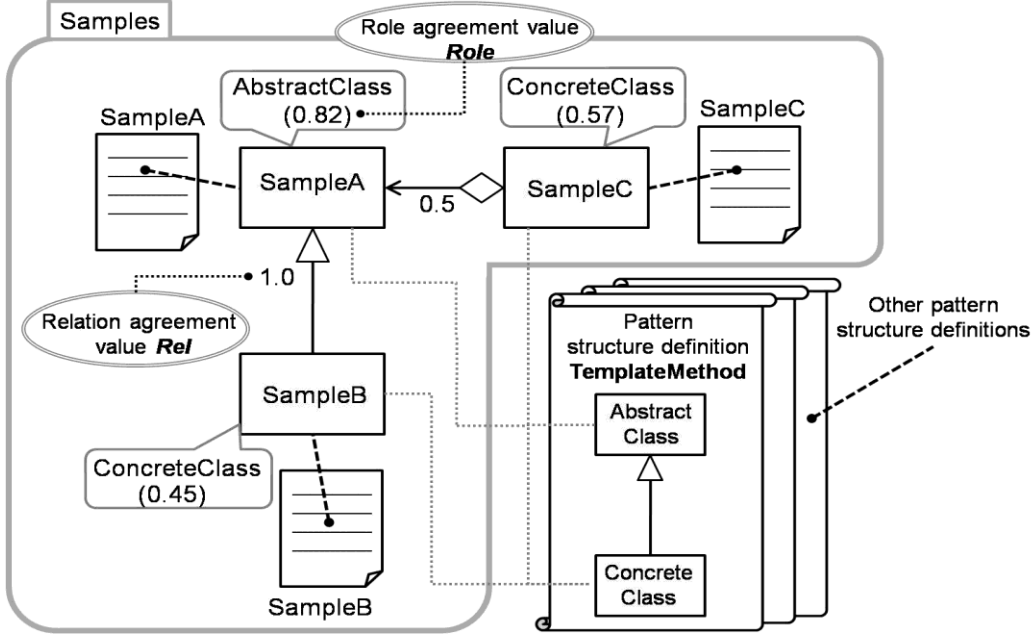 Samples
Role agreement value
Role
AbstractClass
(0.82)
ConcreteClass
(0.57)
SampleA
SampleC
SampleA
SampleC
0.5
1.0
Relation agreement
value Rel
SampleB
ConcreteClass
(0.45)
SampleB
Pattern
structure definition
TemplateMethod
Abstract
Class
Concrete
Class
Other pattern
structure definitions